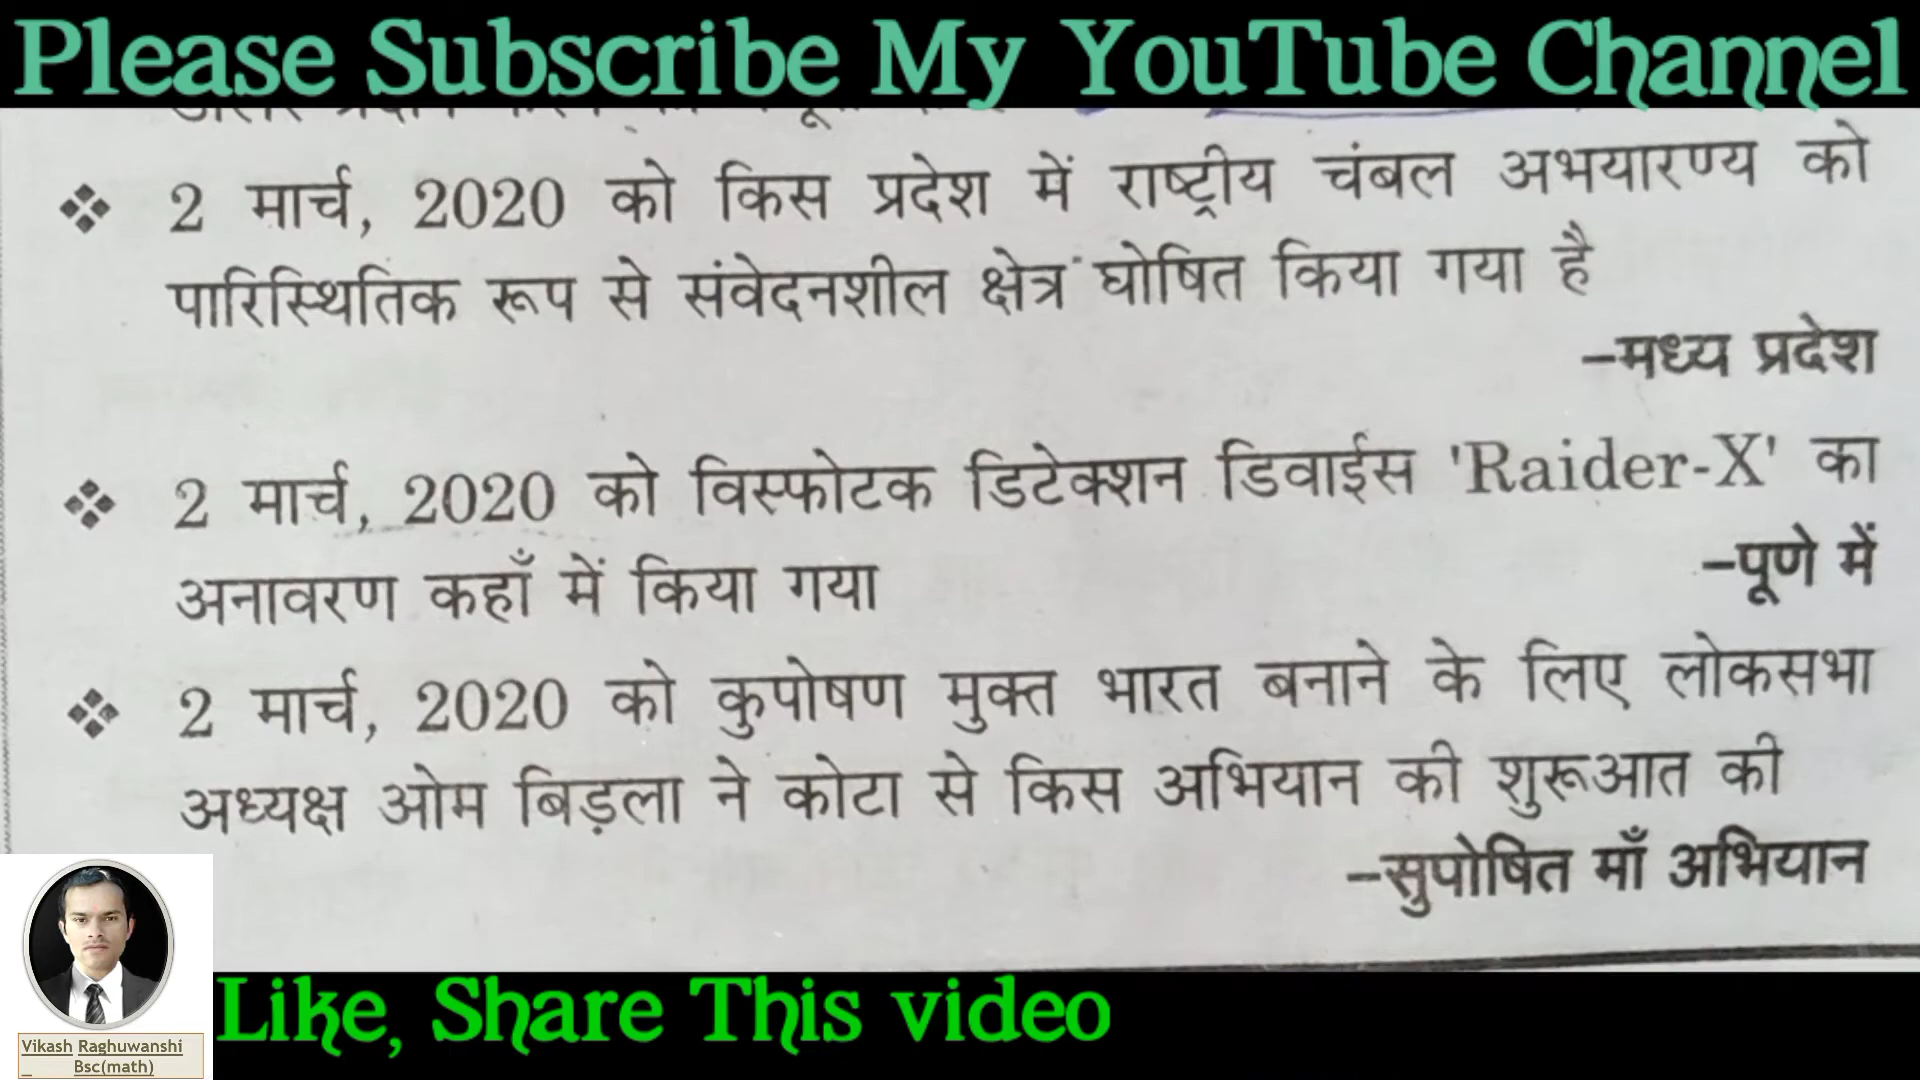 Please Subscribe My YouTube Channel
❖ 2 मार्च, 2020 को किस प्रदेश में राष्ट्रीय चंबल अभयारण्य को
पारिस्थितिक रूप से संवेदनशील क्षेत्र घोषित किया गया है
–मध्य प्रदेश
❖ 2 मार्च, 2020 को विस्फोटक डिटेक्शन डिवाईस 'Raider-X' का
अनावरण कहाँ में किया गया –पूणे में
❖ 2 मार्च, 2020 को कुपोषण मुक्त भारत बनाने के लिए लोकसभा
अध्यक्ष ओम बिड़ला ने कोटा से किस अभियान की शुरूआत की
–सुपोषित माँ अभियान
Like, Share This video
Vikash Raghuwanshi
Bsc(math)